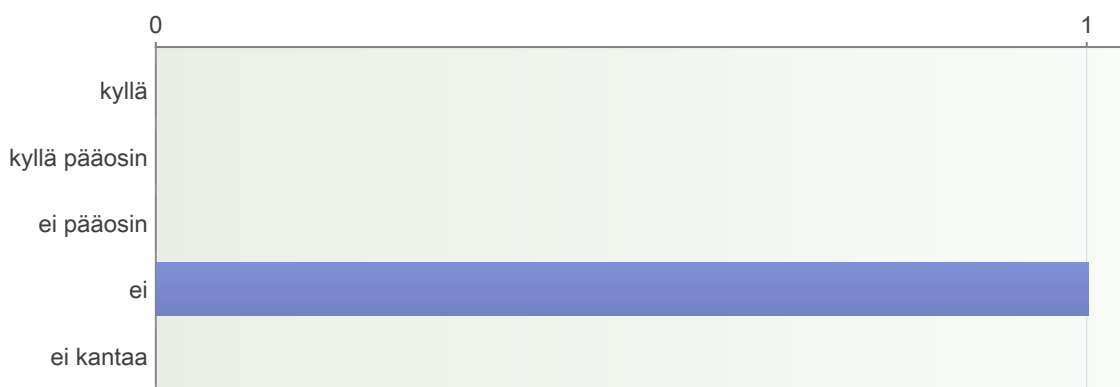 0 1
kyllä
kyllä pääosin
ei pääosin
ei
ei kantaa